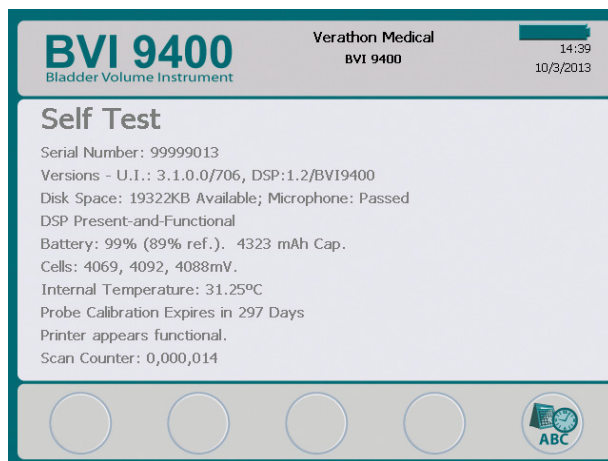 BVI 9400
Bladder Volume Instrument
Verathon Medical
BVI 9400
14:39
10/3/2013
Self Test
Serial Number: 99999013
Versions - U.I.: 3.1.0.0/706, DSP:1.2/BVI9400
Disk Space: 19322KB Available; Microphone: Passed
DSP Present-and-Functional
Battery: 99% (89% ref.).  4323 mAh Cap.
Cells: 4069, 4092, 4088mV.
Internal Temperature: 31.25ºC
Probe Calibration Expires in 297 Days
Printer appears functional.
Scan Counter: 0,000,014
ABC